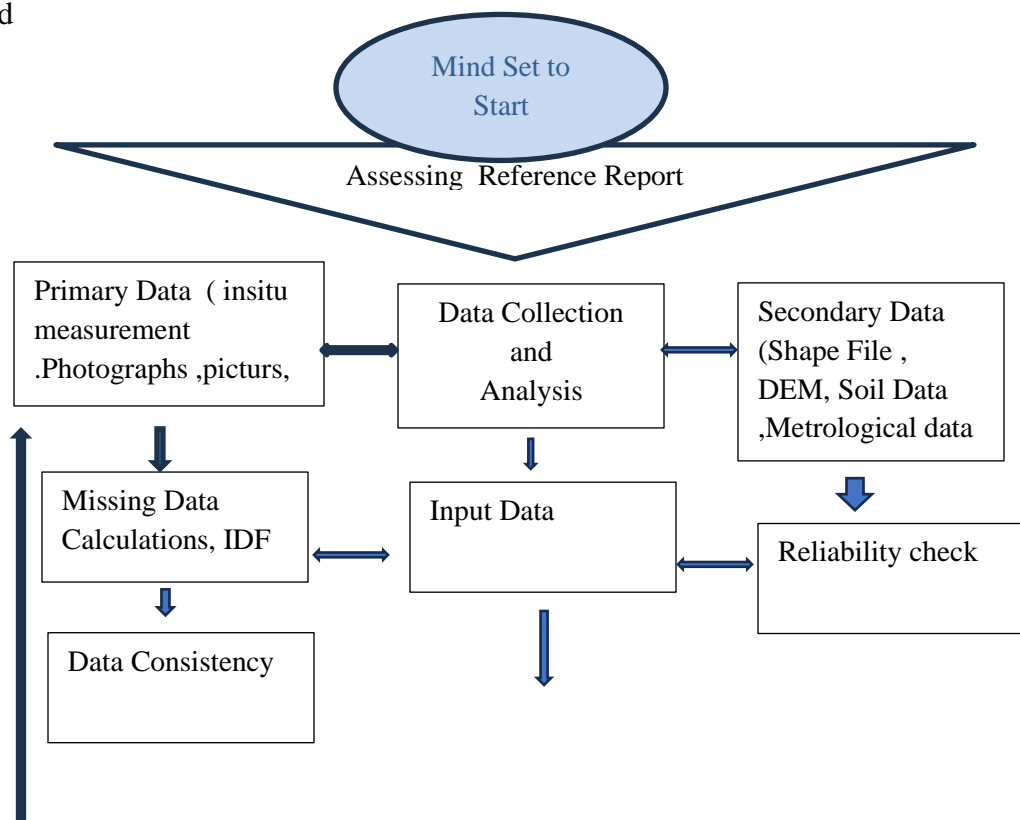 d
Mind Set to
Start
Assessing Reference Report
Primary Data ( insitu
measurement
.Photographs ,picturs,
Data Collection
and
Analysis
Secondary Data
(Shape File ,
DEM, Soil Data
,Metrological data
Missing Data
Calculations, IDF
Input Data
Reliability check
Data Consistency